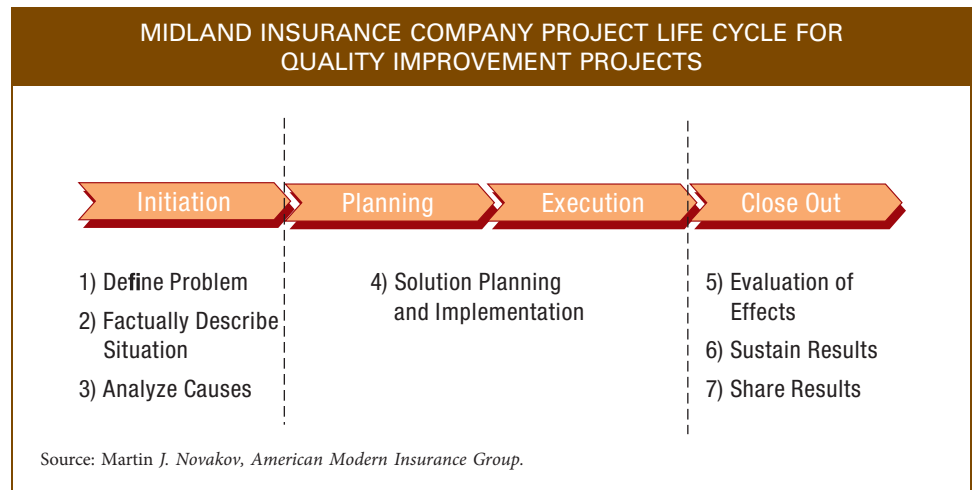 MIDLAND INSURANCE COMPANY PROJECT LIFE CYCLE FOR
QUALITY IMPROVEMENT PROJECTS
Initiation
Planning
Execution
Close Out
1) Define Problem
2) Factually Describe
Situation
3) Analyze Causes
4) Solution Planning
and Implementation
5) Evaluation of
Effects
6) Sustain Results
7) Share Results
Source: Martin J. Novakov, American Modern Insurance Group.